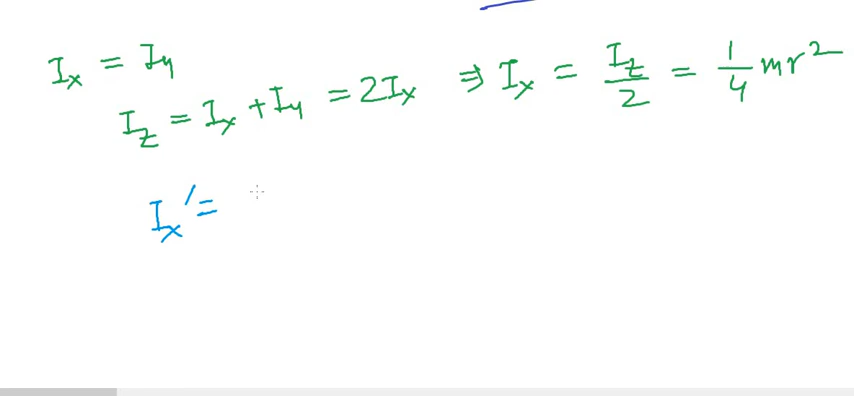 Ix = Iy
Iz = Ix + Iy = 2Ix ⇒ Ix = Iz/2 = 1/4 mr²
Ix' =